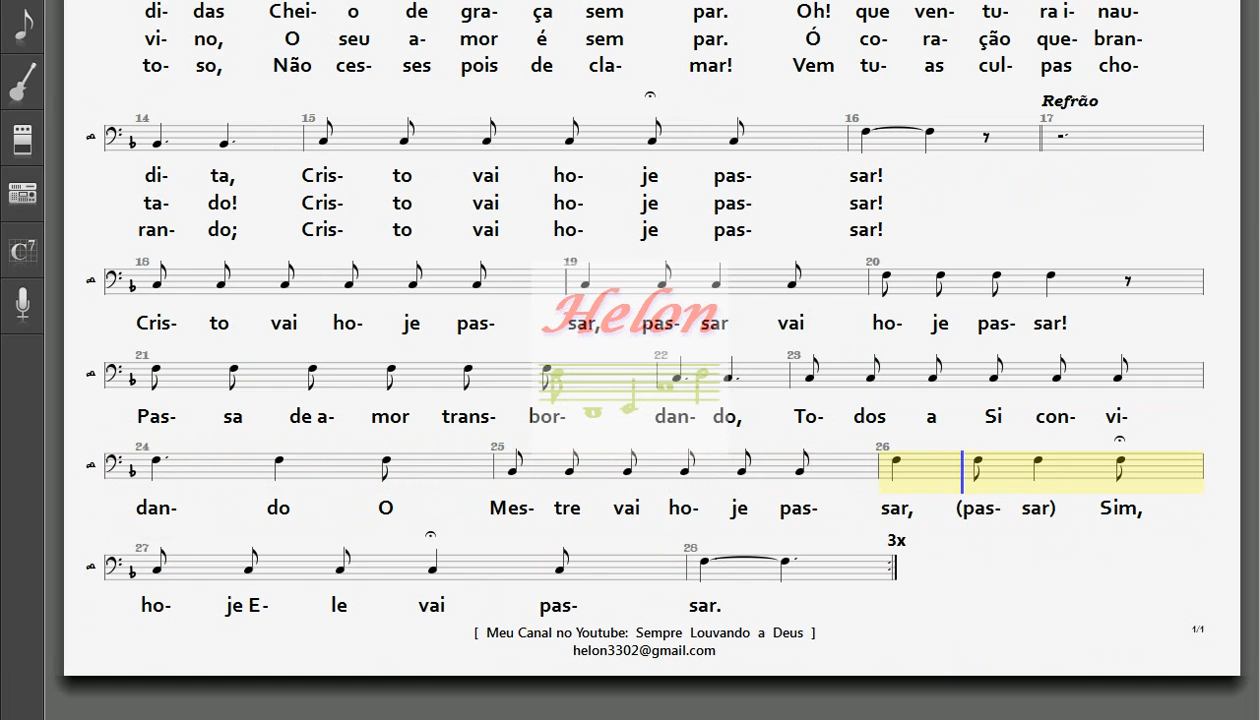 di- das Chei- o de gra- ça sem par. Oh! que ven- tu- ra i- nau-
vi- no, O seu a- mor é sem par. Ó co- ra- ção que- bran-
to- so, Não ces- ses pois de cla- mar! Vem tu- as cul- pas cho-
Refrão
14 15 16 17
di- ta, Cris- to vai ho- je pas- sar!
ta- do! Cris- to vai ho- je pas- sar!
ran- do; Cris- to vai ho- je pas- sar!
18 19 20
Cris- to vai ho- je pas- sar, pas- sar vai ho- je pas- sar!
Helon
21 22 23
Pas- sa de a- mor trans- bor- dan- do, To- dos a Si con- vi-
24 25 26
dan- do O Mes- tre vai ho- je pas- sar, (pas- sar) Sim,
3x
27 28
ho- je E- le vai pas- sar.
[ Meu Canal no Youtube: Sempre Louvando a Deus ]
1/1
helon3302@gmail.com
C7